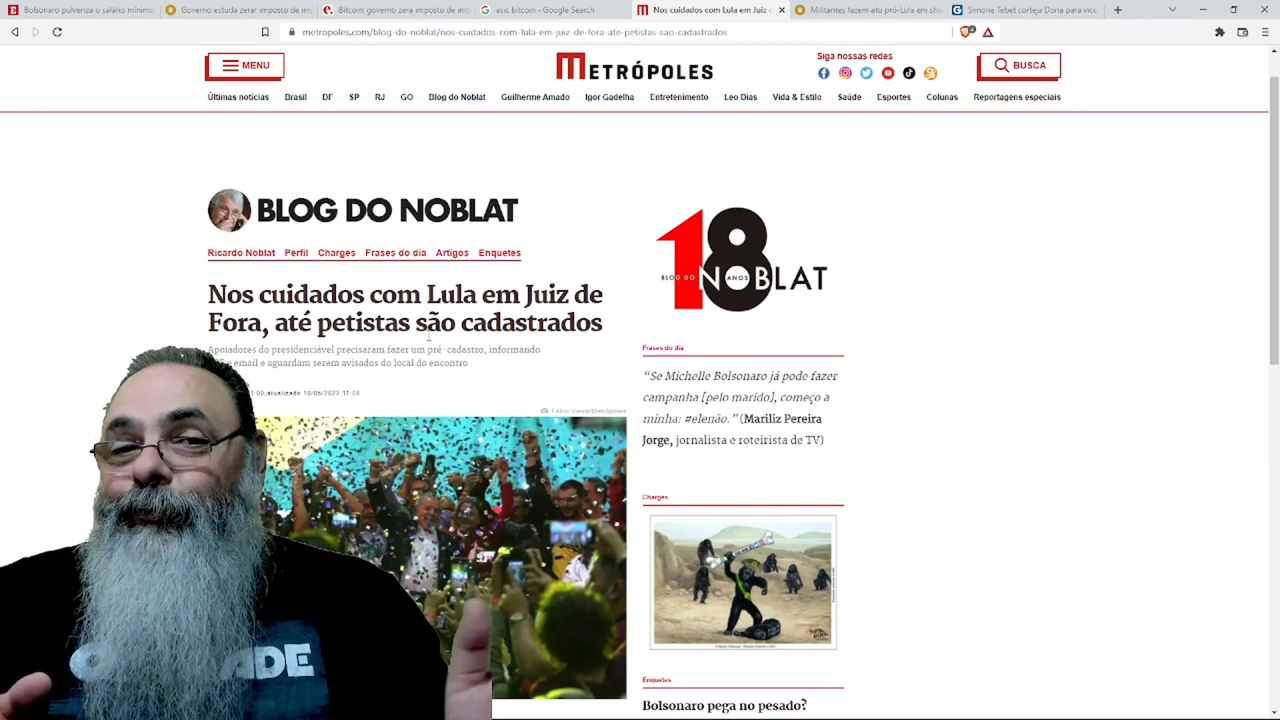 Bolsonaro pulveriza o salário mínimo
Governo estuda zerar imposto de imp
Bitcoin: governo zera imposto de imp
asic bitcoin - Google Search
Nos cuidados com Lula em Juiz d
Militantes fazem ato pró-Lula em sho
Simone Tebet corteja Doria para vice
metropoles.com/blog-do-noblat/nos-cuidados-com-lula-em-juiz-de-fora-ate-petistas-sao-cadastrados
MENU
METRÓPOLES
Siga nossas redes
BUSCA
Últimas notícias Brasil DF SP RJ GO Blog do Noblat Guilherme Amado Igor Gadelha Entretenimento Leo Dias Vida & Estilo Saúde Esportes Colunas Reportagens especiais
BLOG DO NOBLAT
Ricardo Noblat Perfil Charges Frases do dia Artigos Enquetes
Nos cuidados com Lula em Juiz de
Fora, até petistas são cadastrados
Apoiadores do presidenciável precisaram fazer um pré-cadastro, informando
e email e aguardam serem avisados do local do encontro
atualizado 10/05/2022 11:00
Fábio Vieira/Metrópoles
18
BLOG DO ANOS
NOBLAT
Frases do dia
“Se Michelle Bolsonaro já pode fazer
campanha [pelo marido], começo a
minha: #elenão.” (Mariliz Pereira
Jorge, jornalista e roteirista de TV)
Charges
Enquetes
Bolsonaro pega no pesado?